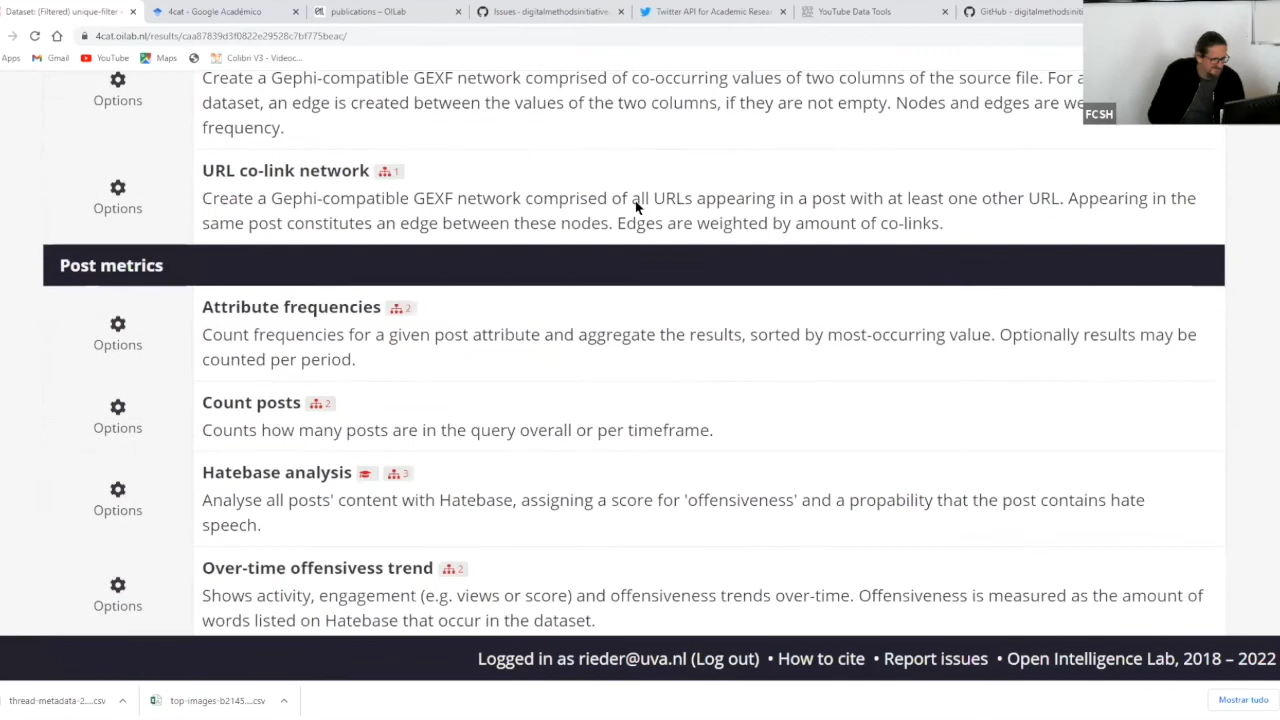 Dataset: (Filtered) unique-filter -
4cat - Google Académico
publications – OILab
Issues - digitalmethodsinitiative
Twitter API for Academic Resea
YouTube Data Tools
GitHub - digitalmethodsiniti
4cat.oilab.nl/results/caa87839d3f0822e29528c7bf775beac/
Apps
Gmail
YouTube
Maps
Colibri V3 - Videoc...
FCSH
Options
Create a Gephi-compatible GEXF network comprised of co-occurring values of two columns of the source file. For a
dataset, an edge is created between the values of the two columns, if they are not empty. Nodes and edges are we
frequency.
Options
URL co-link network 1
Create a Gephi-compatible GEXF network comprised of all URLs appearing in a post with at least one other URL. Appearing in the
same post constitutes an edge between these nodes. Edges are weighted by amount of co-links.
Post metrics
Options
Attribute frequencies 2
Count frequencies for a given post attribute and aggregate the results, sorted by most-occurring value. Optionally results may be
counted per period.
Options
Count posts 2
Counts how many posts are in the query overall or per timeframe.
Options
Hatebase analysis 3
Analyse all posts' content with Hatebase, assigning a score for 'offensiveness' and a propability that the post contains hate
speech.
Options
Over-time offensivess trend 2
Shows activity, engagement (e.g. views or score) and offensiveness trends over-time. Offensiveness is measured as the amount of
words listed on Hatebase that occur in the dataset.
Logged in as rieder@uva.nl (Log out) • How to cite • Report issues • Open Intelligence Lab, 2018 – 2022
thread-metadata-2....csv
top-images-b2145....csv
Mostrar tudo